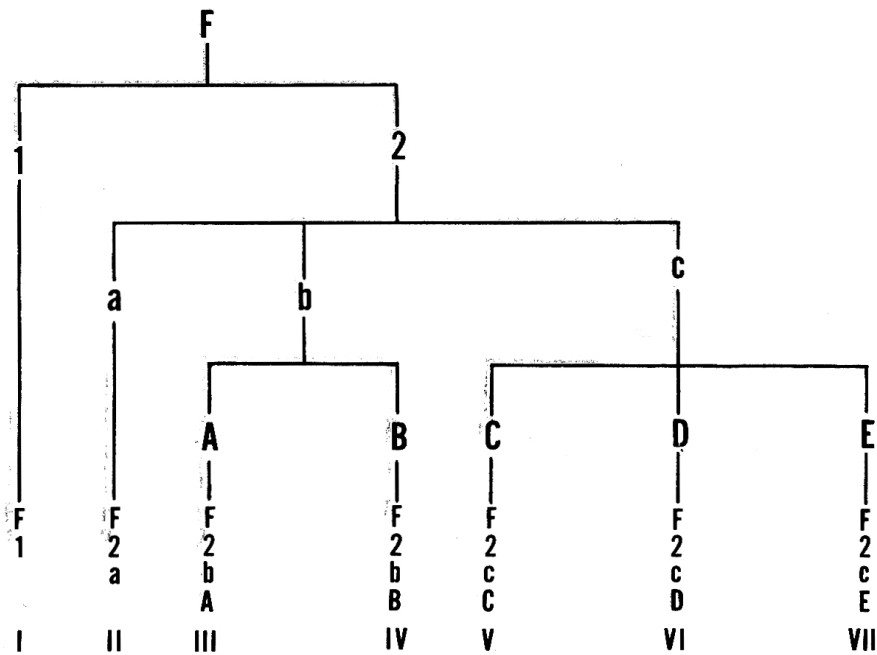 F
1 2
a b c
A B C D E
F F F F F F F
1 2 2 2 2 2 2
a b b c c c
A B C D E
I II III IV V VI VII